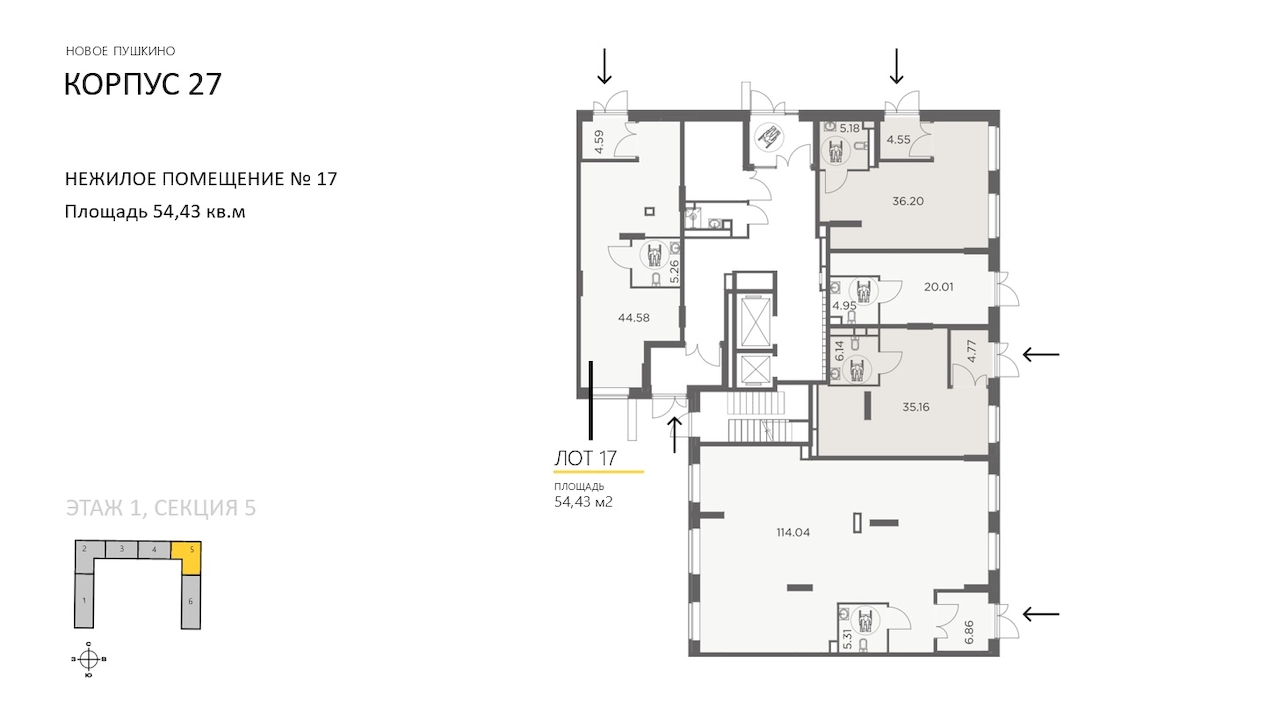 НОВОЕ ПУШКИНО
КОРПУС 27
НЕЖИЛОЕ ПОМЕЩЕНИЕ № 17
Площадь 54,43 кв.м
4.59
5.18
4.55
36.20
5.26
44.58
20.01
4.95
6.14
4.77
35.16
ЛОТ 17
ПЛОЩАДЬ
54,43 м2
114.04
5.31
6.86
ЭТАЖ 1, СЕКЦИЯ 5
2
3
4
5
1
6
С
З
В
Ю